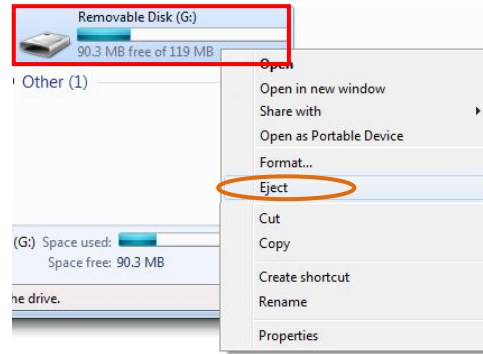 Removable Disk (G:)
90.3 MB free of 119 MB
Other (1)
Open
Open in new window
Share with
Open as Portable Device
Format...
Eject
Cut
Copy
Create shortcut
Rename
Properties
(G:) Space used:
Space free: 90.3 MB
he drive.